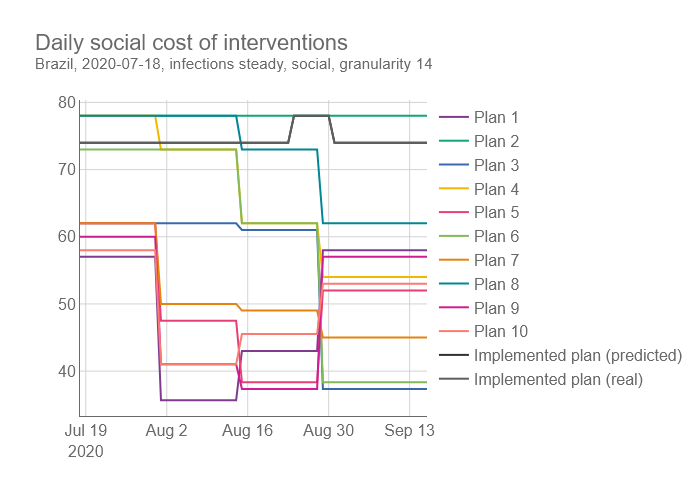 Daily social cost of interventions
Brazil, 2020-07-18, infections steady, social, granularity 14
80
70
60
50
40
Jul 19
2020
Aug 2
Aug 16
Aug 30
Sep 13
Plan 1
Plan 2
Plan 3
Plan 4
Plan 5
Plan 6
Plan 7
Plan 8
Plan 9
Plan 10
Implemented plan (predicted)
Implemented plan (real)